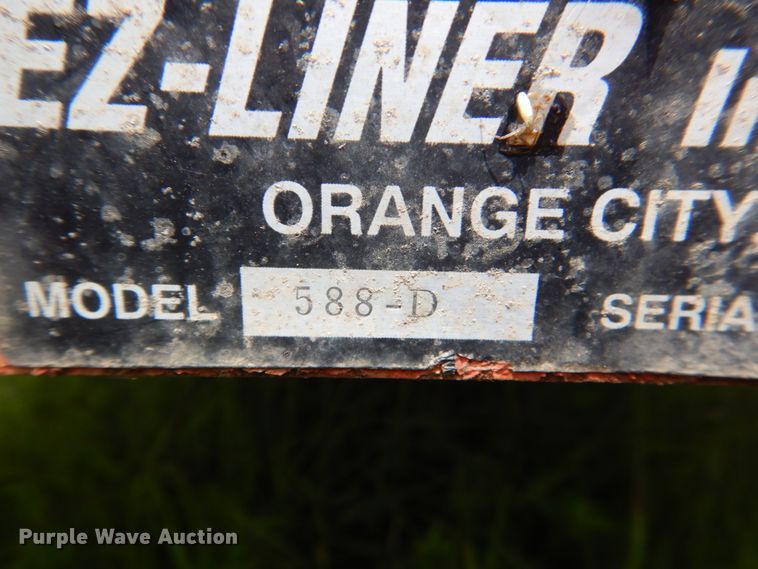 EZ-LINER
ORANGE CITY,
MODEL 588-D SERIA
Purple Wave Auction